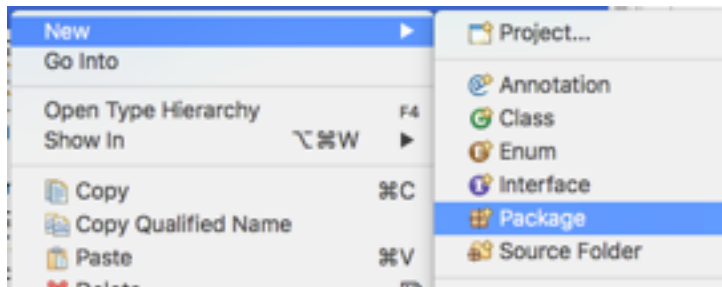 New
Go Into
Open Type Hierarchy F4
Show In ⌥⌘W
Copy ⌘C
Copy Qualified Name
Paste ⌘V
Delete
Project...
Annotation
Class
Enum
Interface
Package
Source Folder